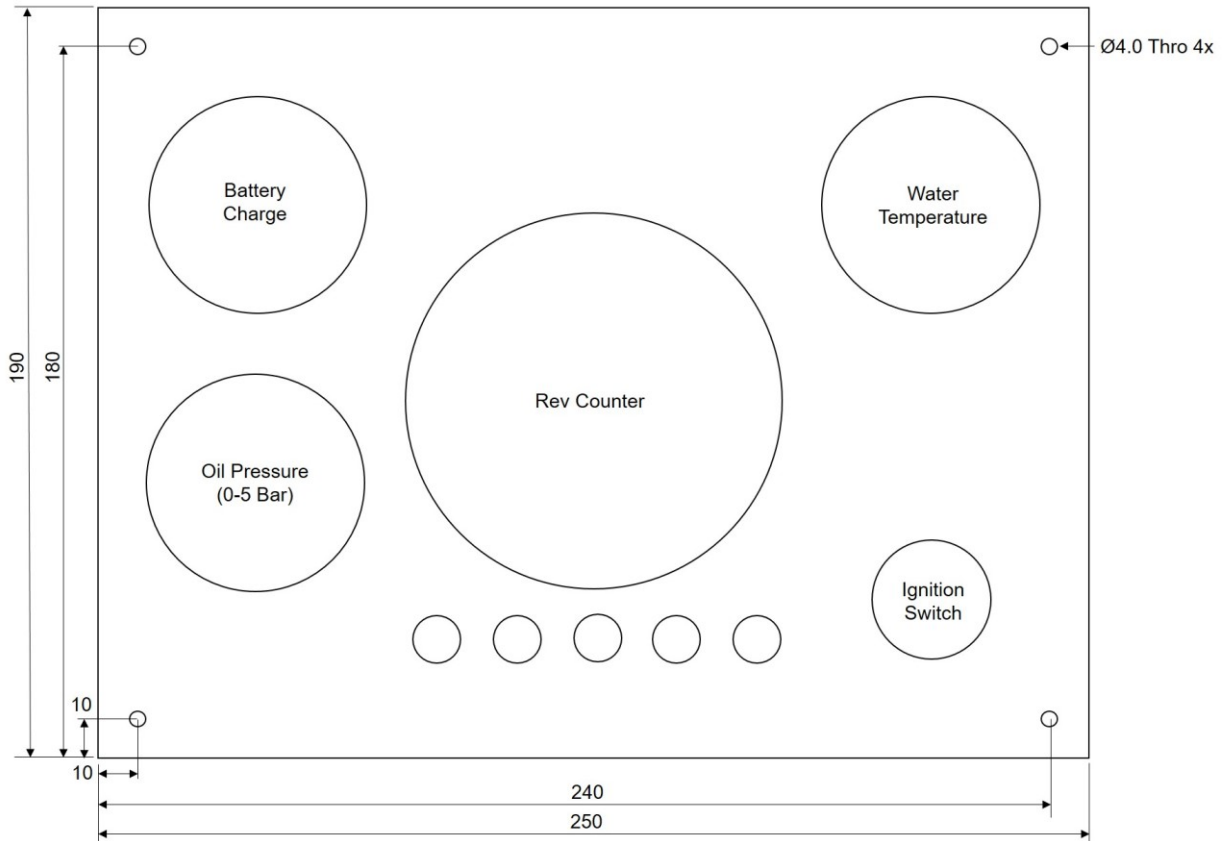 Ø4.0 Thro 4x
Battery
Charge
Water
Temperature
190
180
Rev Counter
Oil Pressure
(0-5 Bar)
Ignition
Switch
10
10
240
250